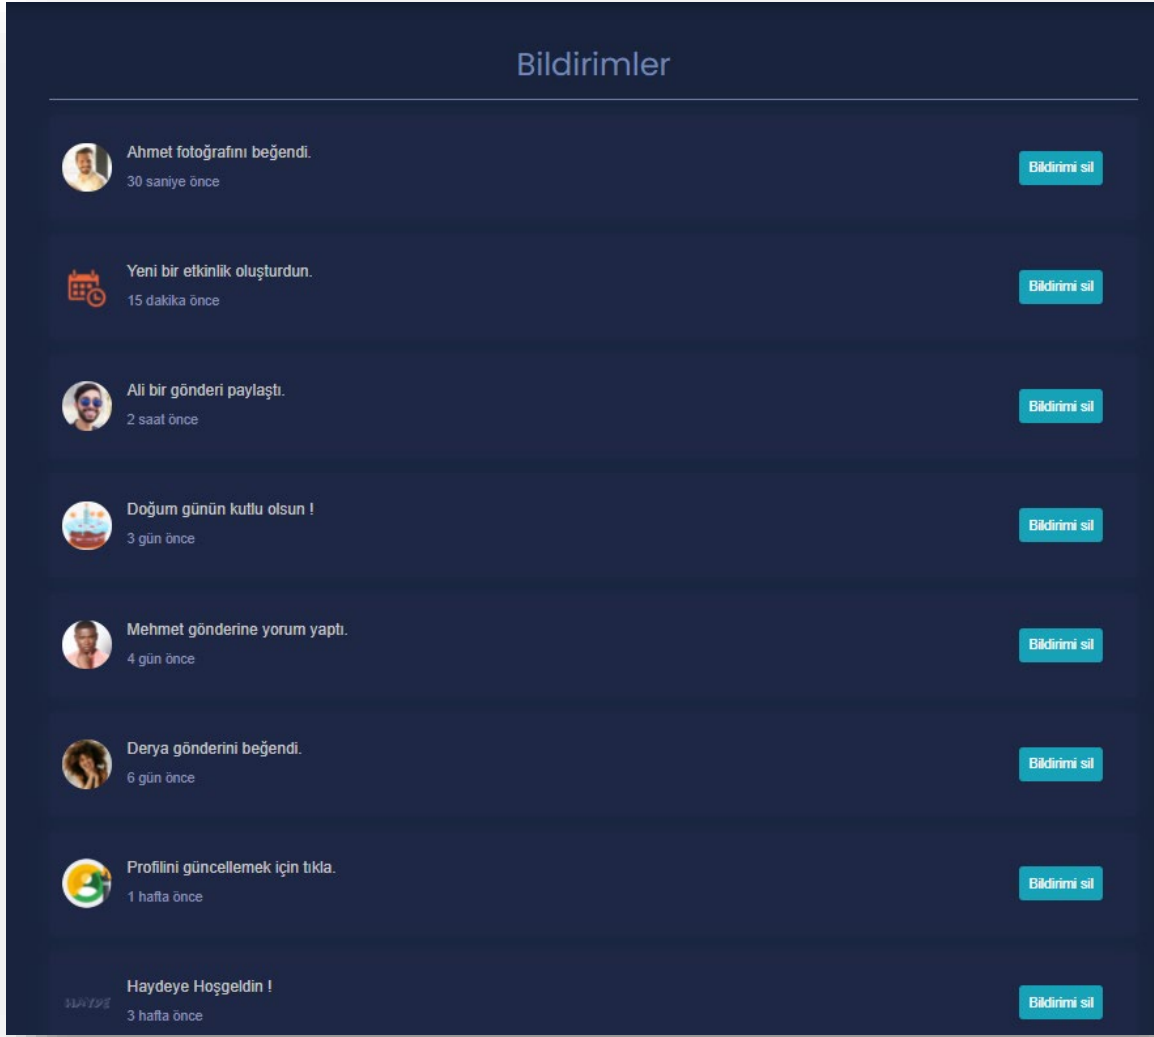 Bildirimler
Ahmet fotoğrafını beğendi.
30 saniye önce
Bildirimi sil
Yeni bir etkinlik oluşturdun.
15 dakika önce
Bildirimi sil
Ali bir gönderi paylaştı.
2 saat önce
Bildirimi sil
Doğum günün kutlu olsun !
3 gün önce
Bildirimi sil
Mehmet gönderine yorum yaptı.
4 gün önce
Bildirimi sil
Derya gönderini beğendi.
6 gün önce
Bildirimi sil
Profilini güncellemek için tıkla.
1 hafta önce
Bildirimi sil
HAYDE
Haydeye Hoşgeldin !
3 hafta önce
Bildirimi sil